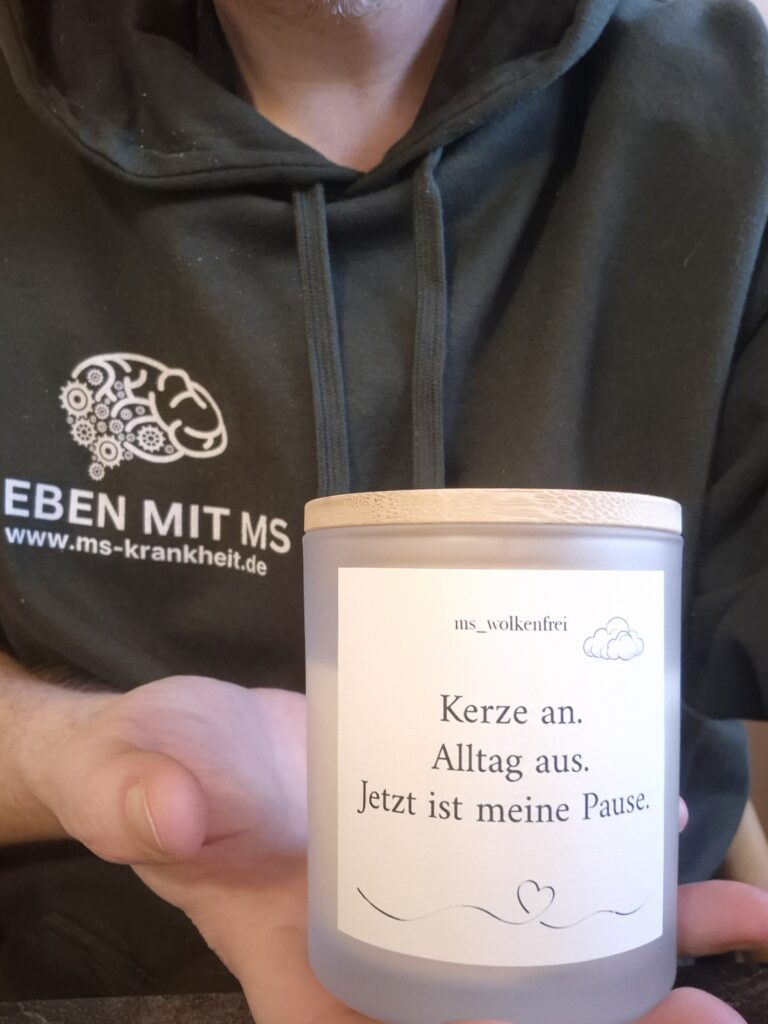 EBEN MIT MS
www.ms-krankheit.de
ms_wolkenfrei
Kerze an.
Alltag aus.
Jetzt ist meine Pause.